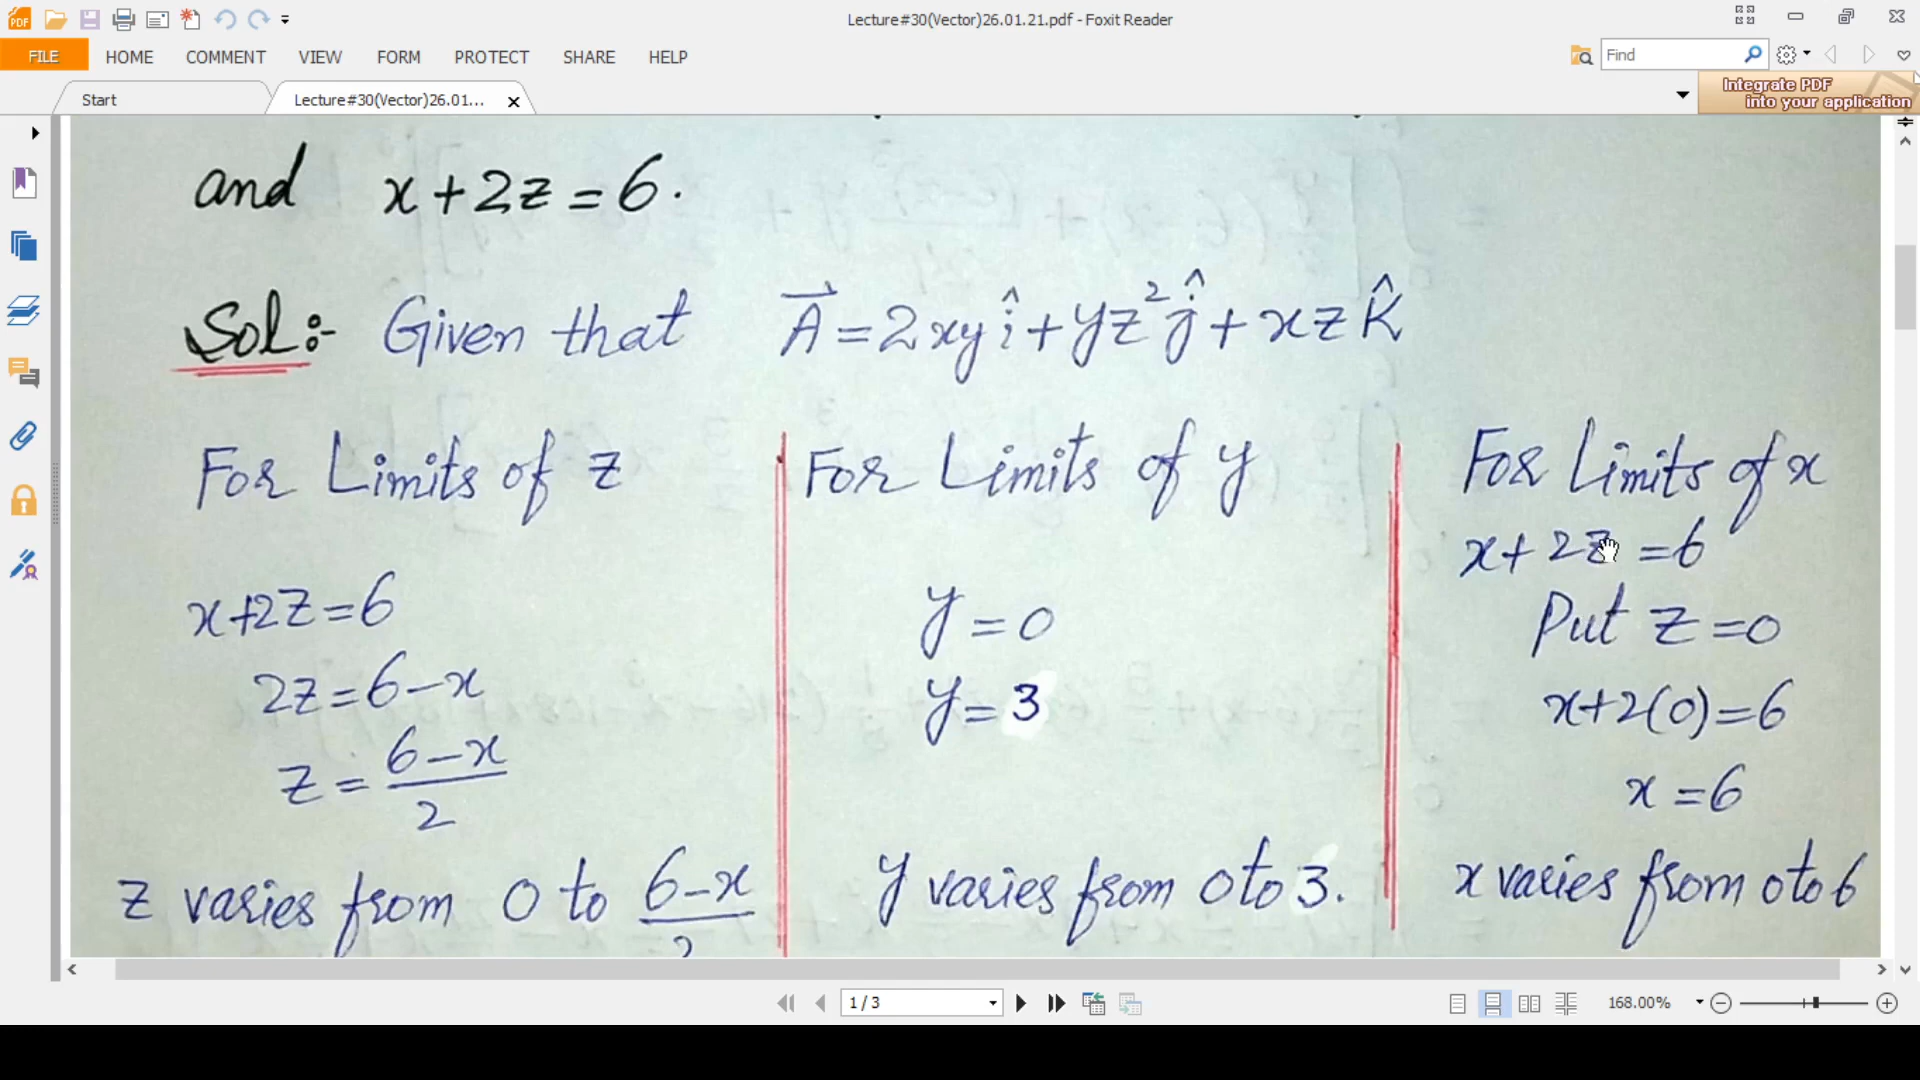 Lecture#30(Vector)26.01.21.pdf - Foxit Reader
FILE HOME COMMENT VIEW FORM PROTECT SHARE HELP
Find
Start
Lecture#30(Vector)26.01...
Integrate PDF
into your application
and x+2z=6.
Sol:- Given that A⃗=2xyî+yz²ĵ+xzK̂
For Limits of z
x+2z=6
2z=6-x
z=(6-x)/2
z varies from 0 to (6-x)/2
For Limits of y
y=0
y=3
y varies from 0 to 3.
For Limits of x
x+2z=6
Put z=0
x+2(0)=6
x=6
x varies from 0 to 6
1 / 3
168.00%